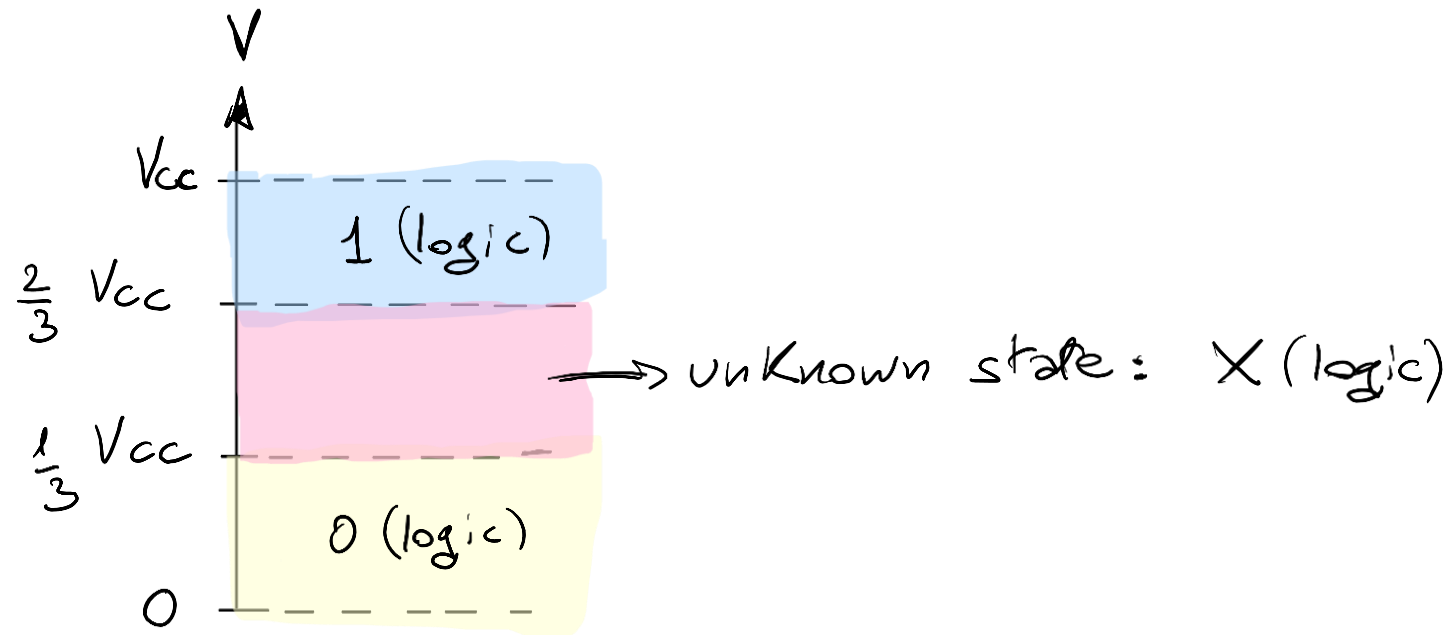 V
Vcc
1 (logic)
2/3 Vcc
unknown state: X (logic)
1/3 Vcc
0 (logic)
0